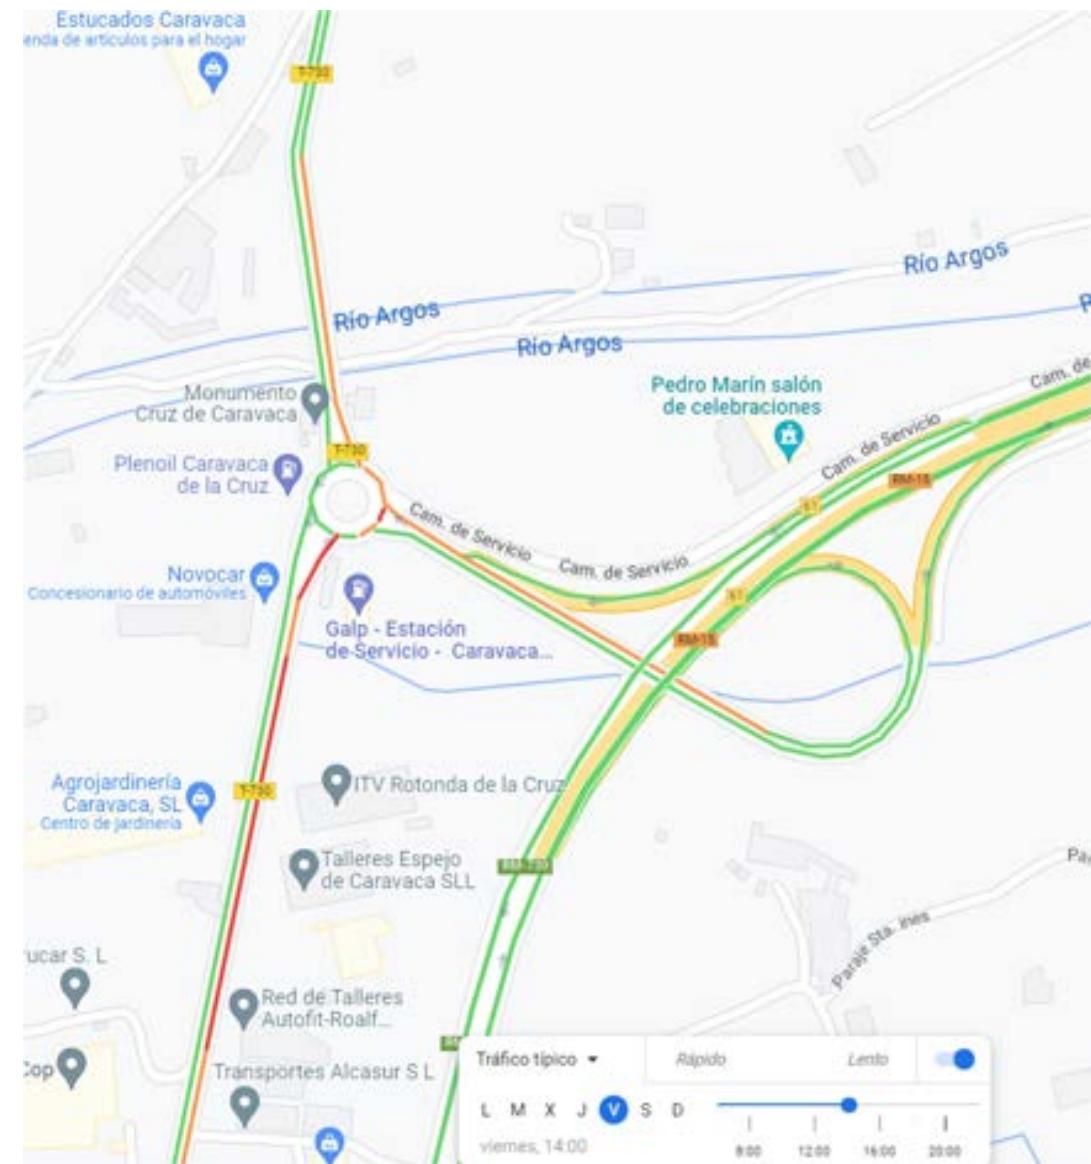 Estucados Caravaca
enda de artículos para el hogar
T-730
Río Argos
Río Argos
Río Argos
R
Monumento
Cruz de Caravaca
Pedro Marín salón
de celebraciones
Cam. de
Cam. de Servicio
T-730
Plenoil Caravaca
de la Cruz
RM-15
61
Cam. de Servicio
Cam. de Servicio
Novocar
Concesionario de automóviles
61
Galp - Estación
de Servicio - Caravaca...
RM-15
Agrojardinería
Caravaca, SL
Centro de jardinería
T-730
ITV Rotonda de la Cruz
Talleres Espejo
de Caravaca SLL
RM-730
Pa
Paraje Sta. Ines
ucar S. L
Red de Talleres
Autofit-Roalf...
Cop
Transportes Alcasur S L
Tráfico típico
Rápido
Lento
L M X J V S D
viernes, 14:00
8:00 12:00 16:00 20:00